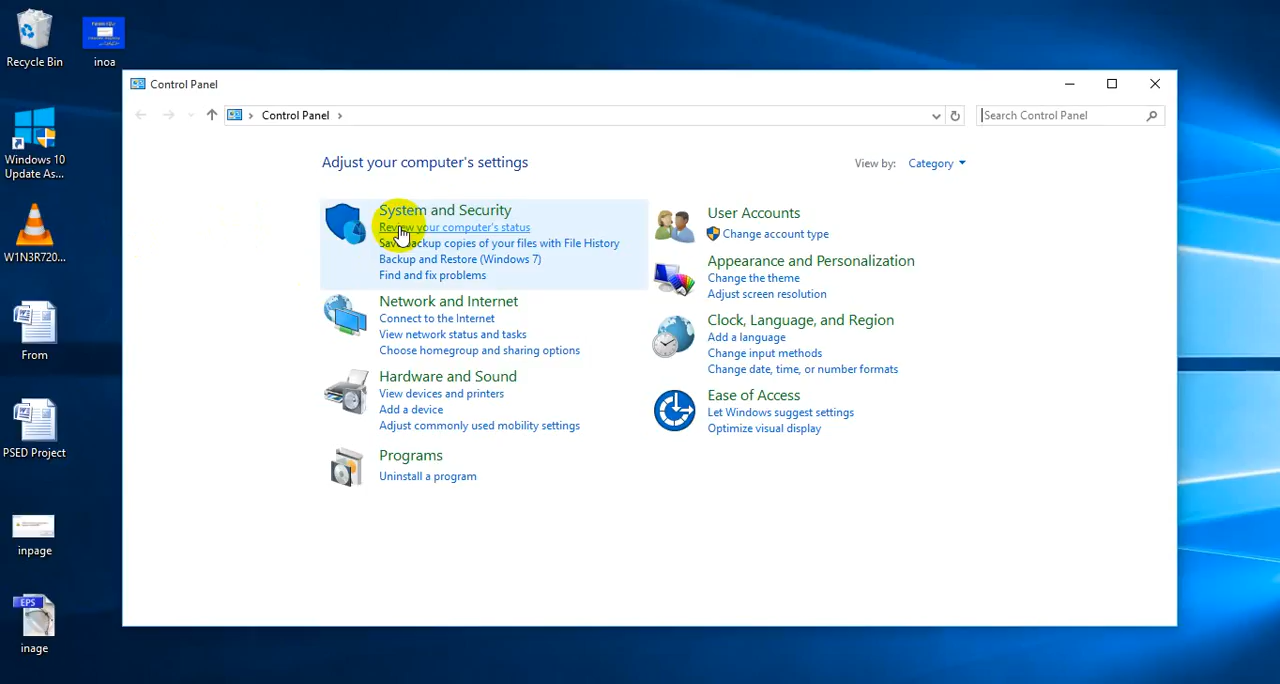 Recycle Bin
inoa
Windows 10
Update As...
W1N3R720...
From
PSED Project
inpage
EPS
inage
Control Panel
Control Panel
Search Control Panel
Adjust your computer's settings
View by: Category
System and Security
Review your computer's status
Save backup copies of your files with File History
Backup and Restore (Windows 7)
Find and fix problems
Network and Internet
Connect to the Internet
View network status and tasks
Choose homegroup and sharing options
Hardware and Sound
View devices and printers
Add a device
Adjust commonly used mobility settings
Programs
Uninstall a program
User Accounts
Change account type
Appearance and Personalization
Change the theme
Adjust screen resolution
Clock, Language, and Region
Add a language
Change input methods
Change date, time, or number formats
Ease of Access
Let Windows suggest settings
Optimize visual display